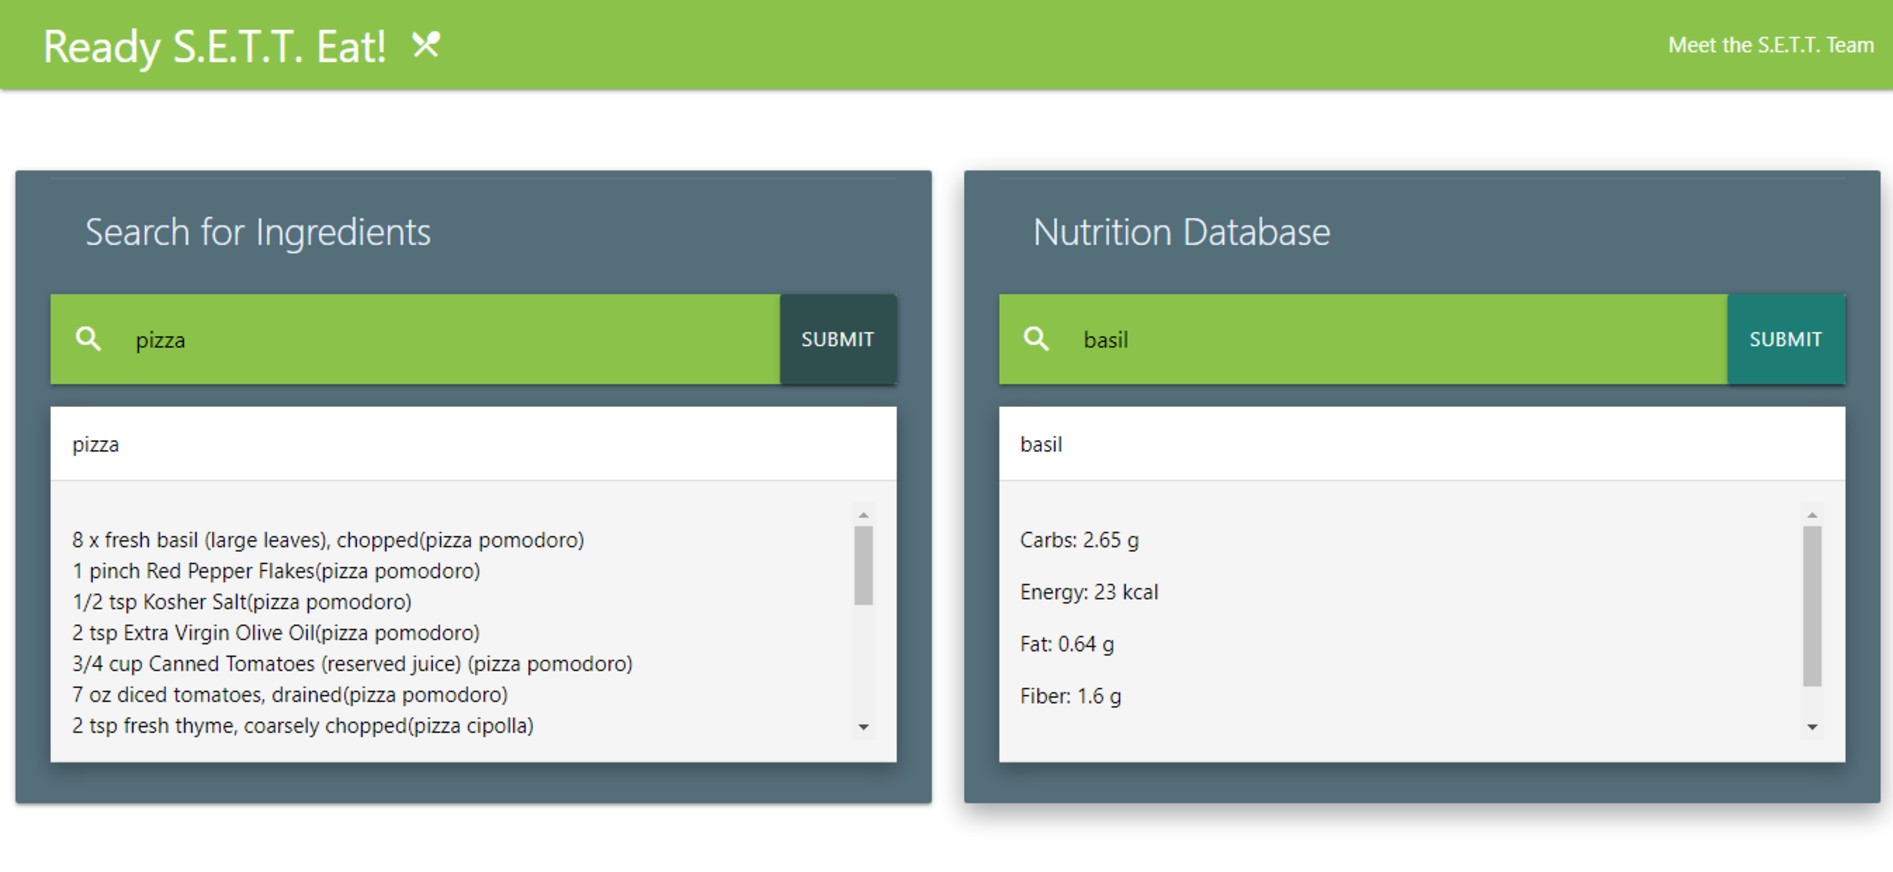 Ready S.E.T.T. Eat!
Meet the S.E.T.T. Team
Search for Ingredients
pizza
SUBMIT
pizza
8 x fresh basil (large leaves), chopped(pizza pomodoro)
1 pinch Red Pepper Flakes(pizza pomodoro)
1/2 tsp Kosher Salt(pizza pomodoro)
2 tsp Extra Virgin Olive Oil(pizza pomodoro)
3/4 cup Canned Tomatoes (reserved juice) (pizza pomodoro)
7 oz diced tomatoes, drained(pizza pomodoro)
2 tsp fresh thyme, coarsely chopped(pizza cipolla)
Nutrition Database
basil
SUBMIT
basil
Carbs: 2.65 g
Energy: 23 kcal
Fat: 0.64 g
Fiber: 1.6 g